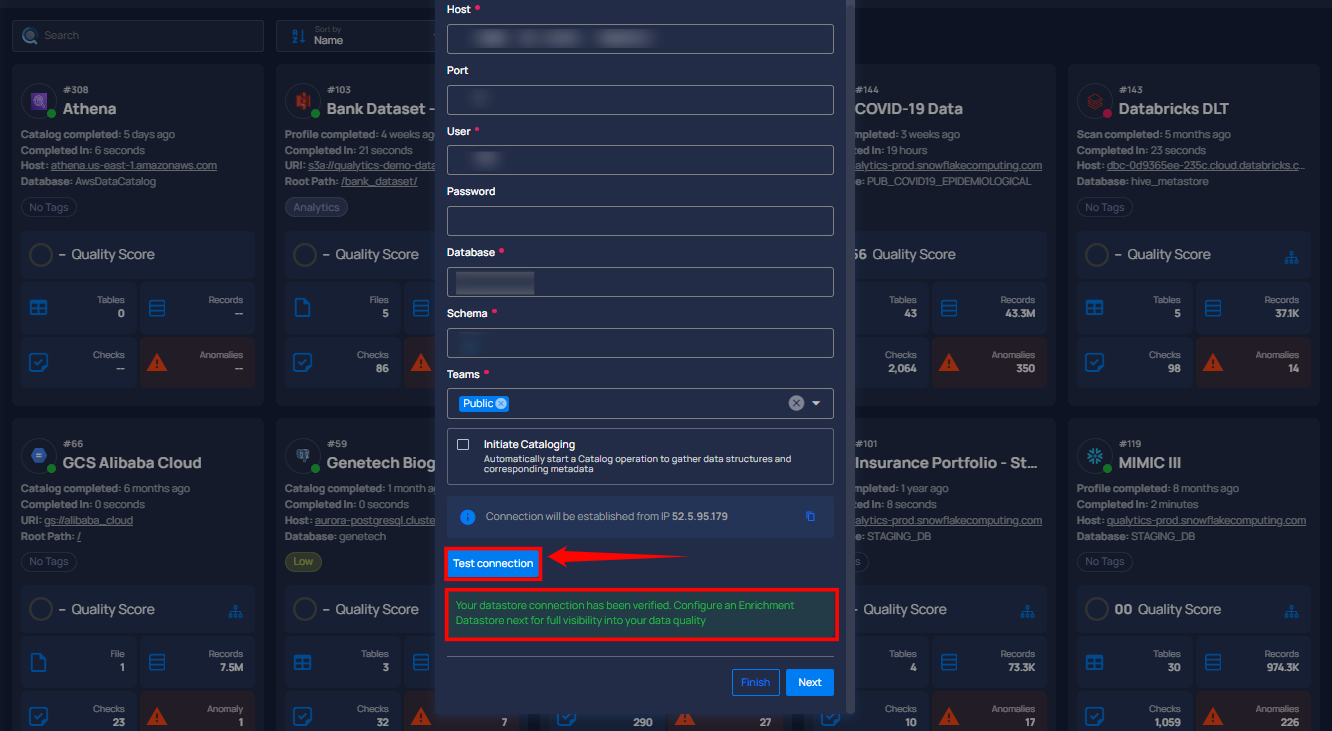 Search
Sort by
Name
#308
Athena
Catalog completed: 5 days ago
Completed In: 6 seconds
Host: athena.us-east-1.amazonaws.com
Database: AwsDataCatalog
No Tags
– Quality Score
Tables
0
Records
--
Checks
--
Anomalies
--
#103
Bank Dataset -
Profile completed: 4 weeks ag
Completed In: 21 seconds
URI: s3a://qualytics-demo-data
Root Path: /bank_dataset/
Analytics
– Quality Score
Files
5
Checks
86
Host *
Port
User *
Password
Database *
Schema *
Teams *
Public
Initiate Cataloging
Automatically start a Catalog operation to gather data structures and
corresponding metadata
Connection will be established from IP 52.5.95.179
Test connection
Your datastore connection has been verified. Configure an Enrichment
Datastore next for full visibility into your data quality
Finish
Next
#144
COVID-19 Data
mpleted: 3 weeks ago
ed In: 19 hours
alytics-prod.snowflakecomputing.com
e: PUB_COVID19_EPIDEMIOLOGICAL
56 Quality Score
Tables
43
Records
43.3M
Checks
2,064
Anomalies
350
#143
Databricks DLT
Scan completed: 5 months ago
Completed In: 23 seconds
Host: dbc-0d9365ee-235c.cloud.databricks.c...
Database: hive_metastore
No Tags
– Quality Score
Tables
5
Records
37.1K
Checks
98
Anomalies
14
#66
GCS Alibaba Cloud
Catalog completed: 6 months ago
Completed In: 0 seconds
URI: gs://alibaba_cloud
Root Path: /
No Tags
– Quality Score
File
1
Records
7.5M
Checks
23
Anomaly
1
#59
Genetech Biog
Catalog completed: 1 month a
Completed In: 0 seconds
Host: aurora-postgresql.cluste
Database: genetech
Low
– Quality Score
Tables
3
Checks
32
7
290
27
#101
Insurance Portfolio - St...
mpleted: 1 year ago
ed In: 8 seconds
alytics-prod.snowflakecomputing.com
e: STAGING_DB
s
– Quality Score
Tables
4
Records
73.3K
Checks
10
Anomalies
17
#119
MIMIC III
Profile completed: 8 months ago
Completed In: 2 minutes
Host: qualytics-prod.snowflakecomputing.com
Database: STAGING_DB
No Tags
00 Quality Score
Tables
30
Records
974.3K
Checks
1,059
Anomalies
226